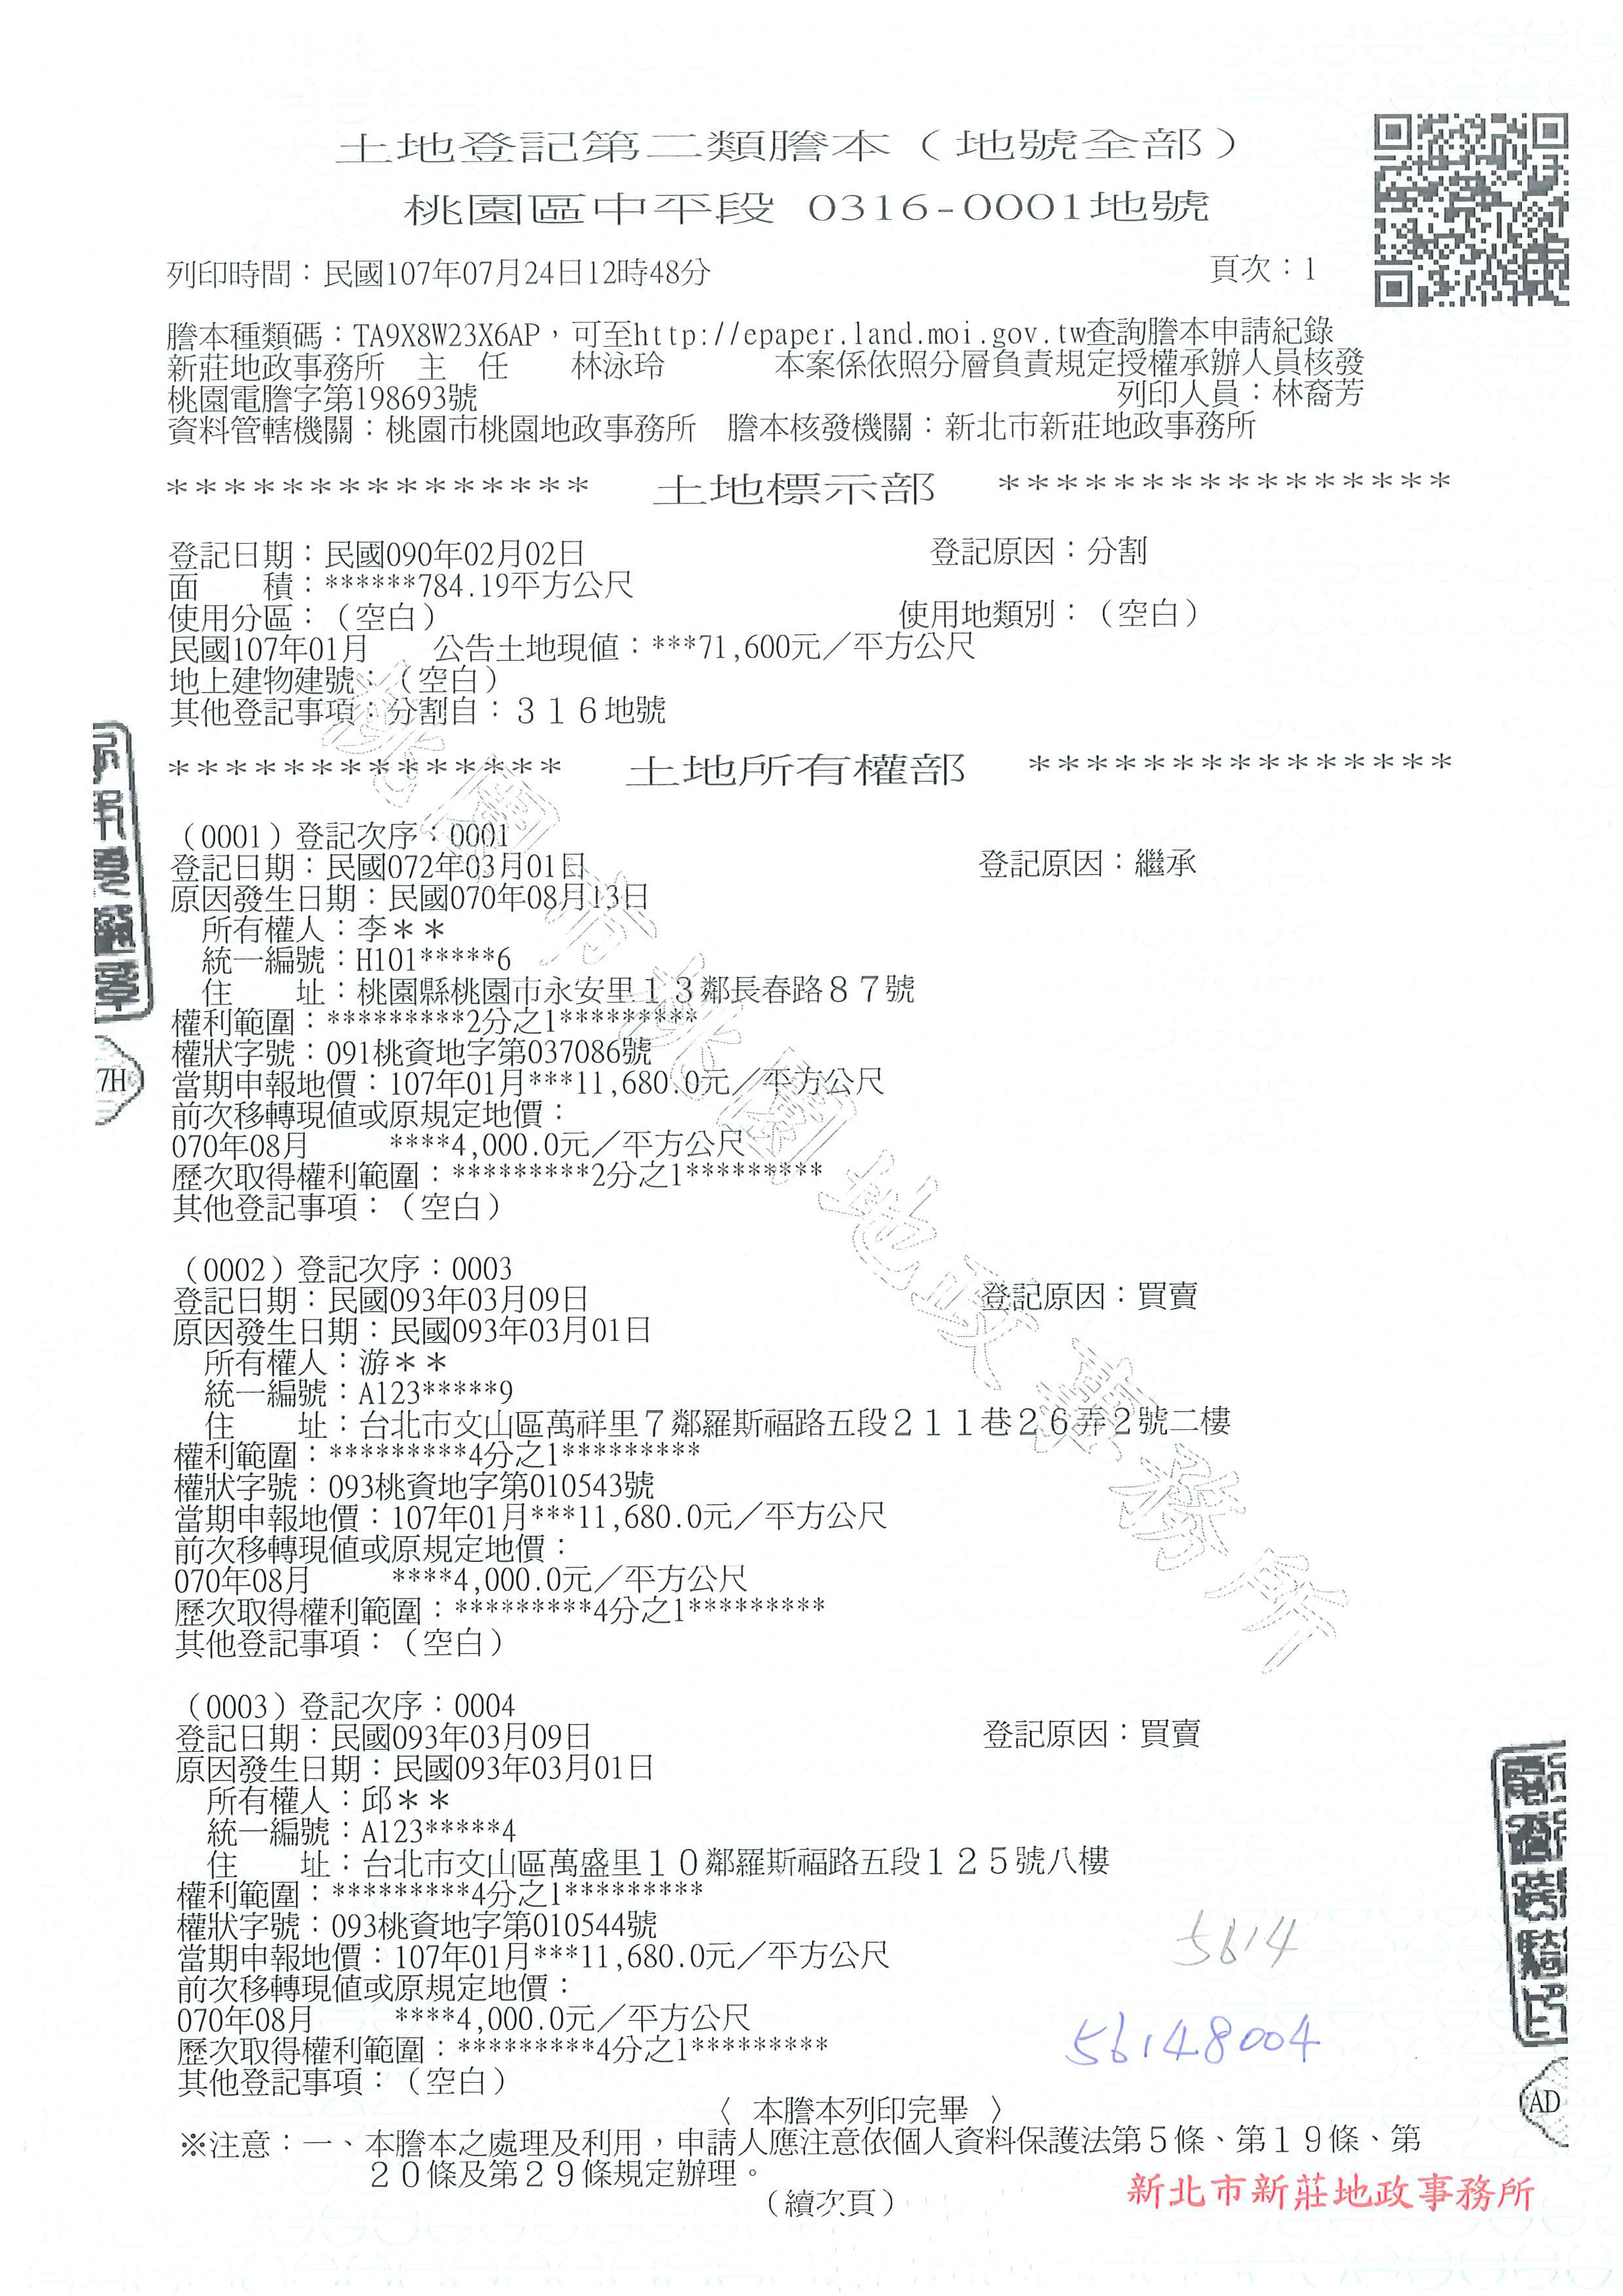 土地登記第二類謄本（地號全部）
桃園區中平段 0316-0001地號
列印時間：民國107年07月24日12時48分 頁次：1
謄本種類碼：TA9X8W23X6AP，可至http://epaper.land.moi.gov.tw查詢謄本申請紀錄
新莊地政事務所 主 任 林泳玲 本案係依照分層負責規定授權承辦人員核發
桃園電謄字第198693號 列印人員：林裔芳
資料管轄機關：桃園市桃園地政事務所 謄本核發機關：新北市新莊地政事務所
*************** 土地標示部 ****************
登記日期：民國090年02月02日 登記原因：分割
面 積：******784.19平方公尺
使用分區：（空白） 使用地類別：（空白）
民國107年01月 公告土地現值：***71,600元／平方公尺
地上建物建號：（空白）
其他登記事項：分割自：３１６地號
************** 土地所有權部 ***************
（0001）登記次序：0001
登記日期：民國072年03月01日 登記原因：繼承
原因發生日期：民國070年08月13日
所有權人：李＊＊
統一編號：H101*****6
住 址：桃園縣桃園市永安里１３鄰長春路８７號
權利範圍：*********2分之1*********
權狀字號：091桃資地字第037086號
當期申報地價：107年01月***11,680.0元／平方公尺
前次移轉現值或原規定地價：
070年08月 ****4,000.0元／平方公尺
歷次取得權利範圍：*********2分之1*********
其他登記事項：（空白）
（0002）登記次序：0003
登記日期：民國093年03月09日 登記原因：買賣
原因發生日期：民國093年03月01日
所有權人：游＊＊
統一編號：A123*****9
住 址：台北市文山區萬祥里７鄰羅斯福路五段２１１巷２６弄２號二樓
權利範圍：*********4分之1*********
權狀字號：093桃資地字第010543號
當期申報地價：107年01月***11,680.0元／平方公尺
前次移轉現值或原規定地價：
070年08月 ****4,000.0元／平方公尺
歷次取得權利範圍：*********4分之1*********
其他登記事項：（空白）
（0003）登記次序：0004
登記日期：民國093年03月09日 登記原因：買賣
原因發生日期：民國093年03月01日
所有權人：邱＊＊
統一編號：A123*****4
住 址：台北市文山區萬盛里１０鄰羅斯福路五段１２５號八樓
權利範圍：*********4分之1*********
權狀字號：093桃資地字第010544號
當期申報地價：107年01月***11,680.0元／平方公尺
前次移轉現值或原規定地價：
070年08月 ****4,000.0元／平方公尺
歷次取得權利範圍：*********4分之1*********
其他登記事項：（空白）
5614
56148004
〈 本謄本列印完畢 〉
※注意：一、本謄本之處理及利用，申請人應注意依個人資料保護法第５條、第１９條、第
２０條及第２９條規定辦理。
（續次頁）
新北市新莊地政事務所
桃園市桃園地政事務所
7H
AD